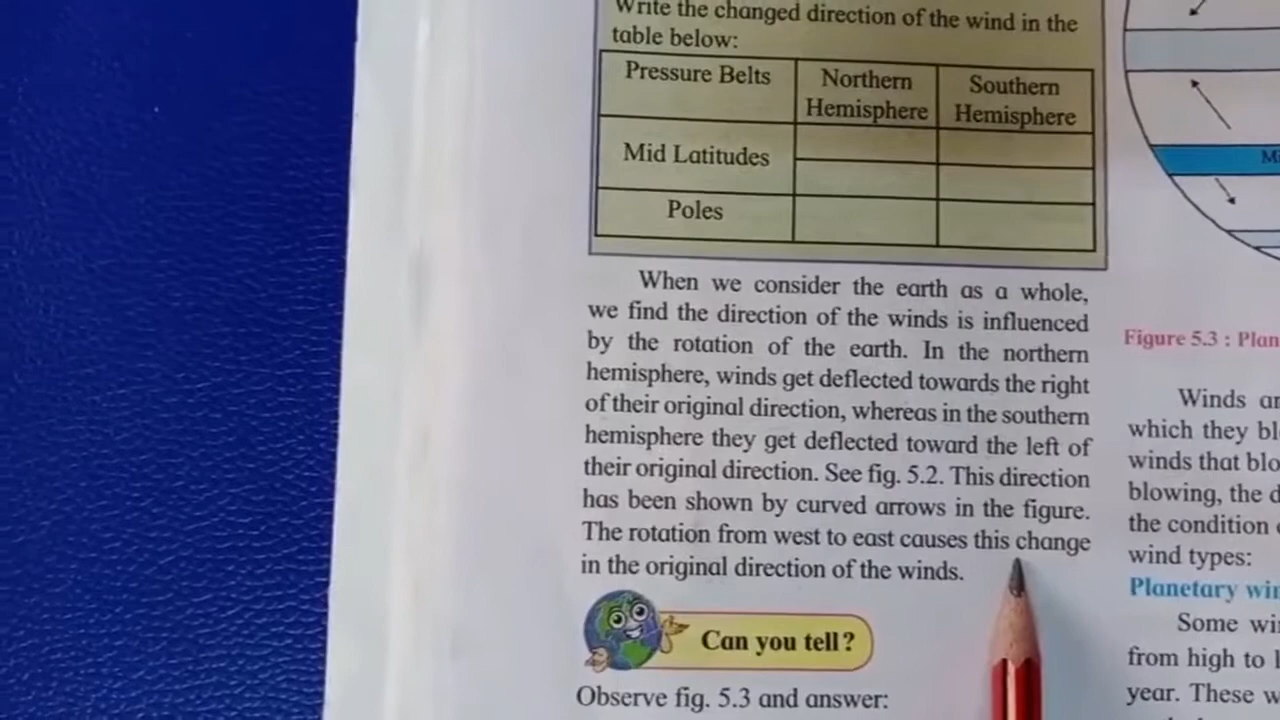 Write the changed direction of the wind in the
table below:
Pressure Belts
Northern
Hemisphere
Southern
Hemisphere
Mid Latitudes
Poles
When we consider the earth as a whole,
we find the direction of the winds is influenced
by the rotation of the earth. In the northern
hemisphere, winds get deflected towards the right
of their original direction, whereas in the southern
hemisphere they get deflected toward the left of
their original direction. See fig. 5.2. This direction
has been shown by curved arrows in the figure.
The rotation from west to east causes this change
in the original direction of the winds.
Can you tell?
Observe fig. 5.3 and answer:
Figure 5.3 : Plan
Winds ar
which they bl
winds that blo
blowing, the d
the condition
wind types:
Planetary win
Some wi
from high to
year. These w